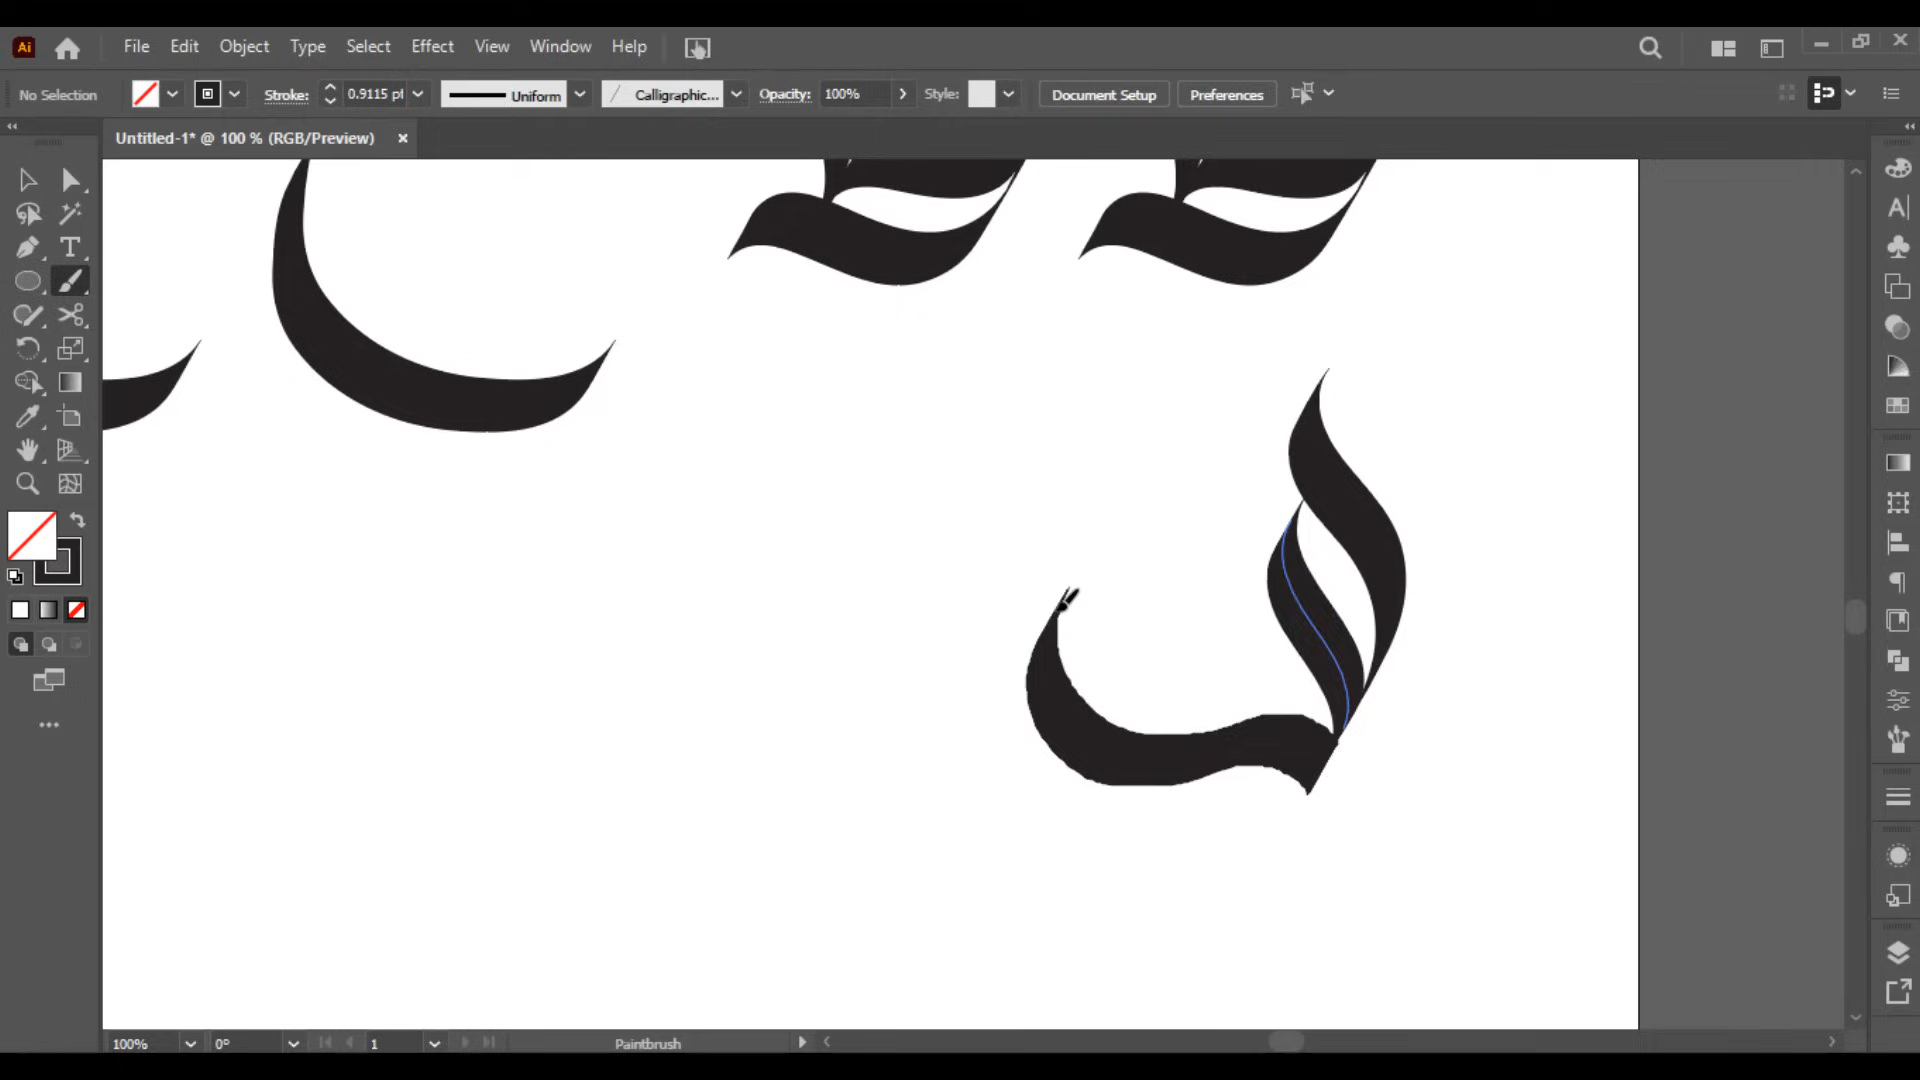 Ai File Edit Object Type Select Effect View Window Help
No Selection Stroke: 0.9115 pt Uniform Calligraphic... Opacity: 100% Style: Document Setup Preferences
Untitled-1* @ 100 % (RGB/Preview) ×
100% 0° 1 Paintbrush